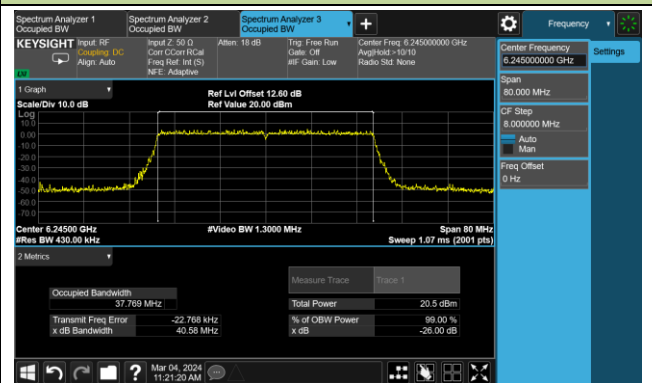 Spectrum Analyzer 1
Occupied BW
Spectrum Analyzer 2
Occupied BW
Spectrum Analyzer 3
Occupied BW
Frequency
KEYSIGHT
Input: RF
Coupling: DC
Align: Auto
Input Z: 50 Ω
Corr CCorr RCal
Freq Ref: Int (S)
NFE: Adaptive
Atten: 18 dB
Trig: Free Run
Gate: Off
#IF Gain: Low
Center Freq: 6.245000000 GHz
Avg|Hold:>10/10
Radio Std: None
Center Frequency
6.245000000 GHz
Settings
Span
80.000 MHz
CF Step
8.000000 MHz
Auto
Man
Freq Offset
0 Hz
1 Graph
Scale/Div 10.0 dB
Ref Lvl Offset 12.60 dB
Ref Value 20.00 dBm
Log
10.0
0.00
-10.0
-20.0
-30.0
-40.0
-50.0
-60.0
-70.0
Center 6.24500 GHz
#Res BW 430.00 kHz
#Video BW 1.3000 MHz
Span 80 MHz
Sweep 1.07 ms (2001 pts)
2 Metrics
Measure Trace
Trace 1
Occupied Bandwidth
37.769 MHz
Total Power
20.5 dBm
Transmit Freq Error
-22.768 kHz
% of OBW Power
99.00 %
x dB Bandwidth
40.58 MHz
x dB
-26.00 dB
?
Mar 04, 2024
11:21:20 AM